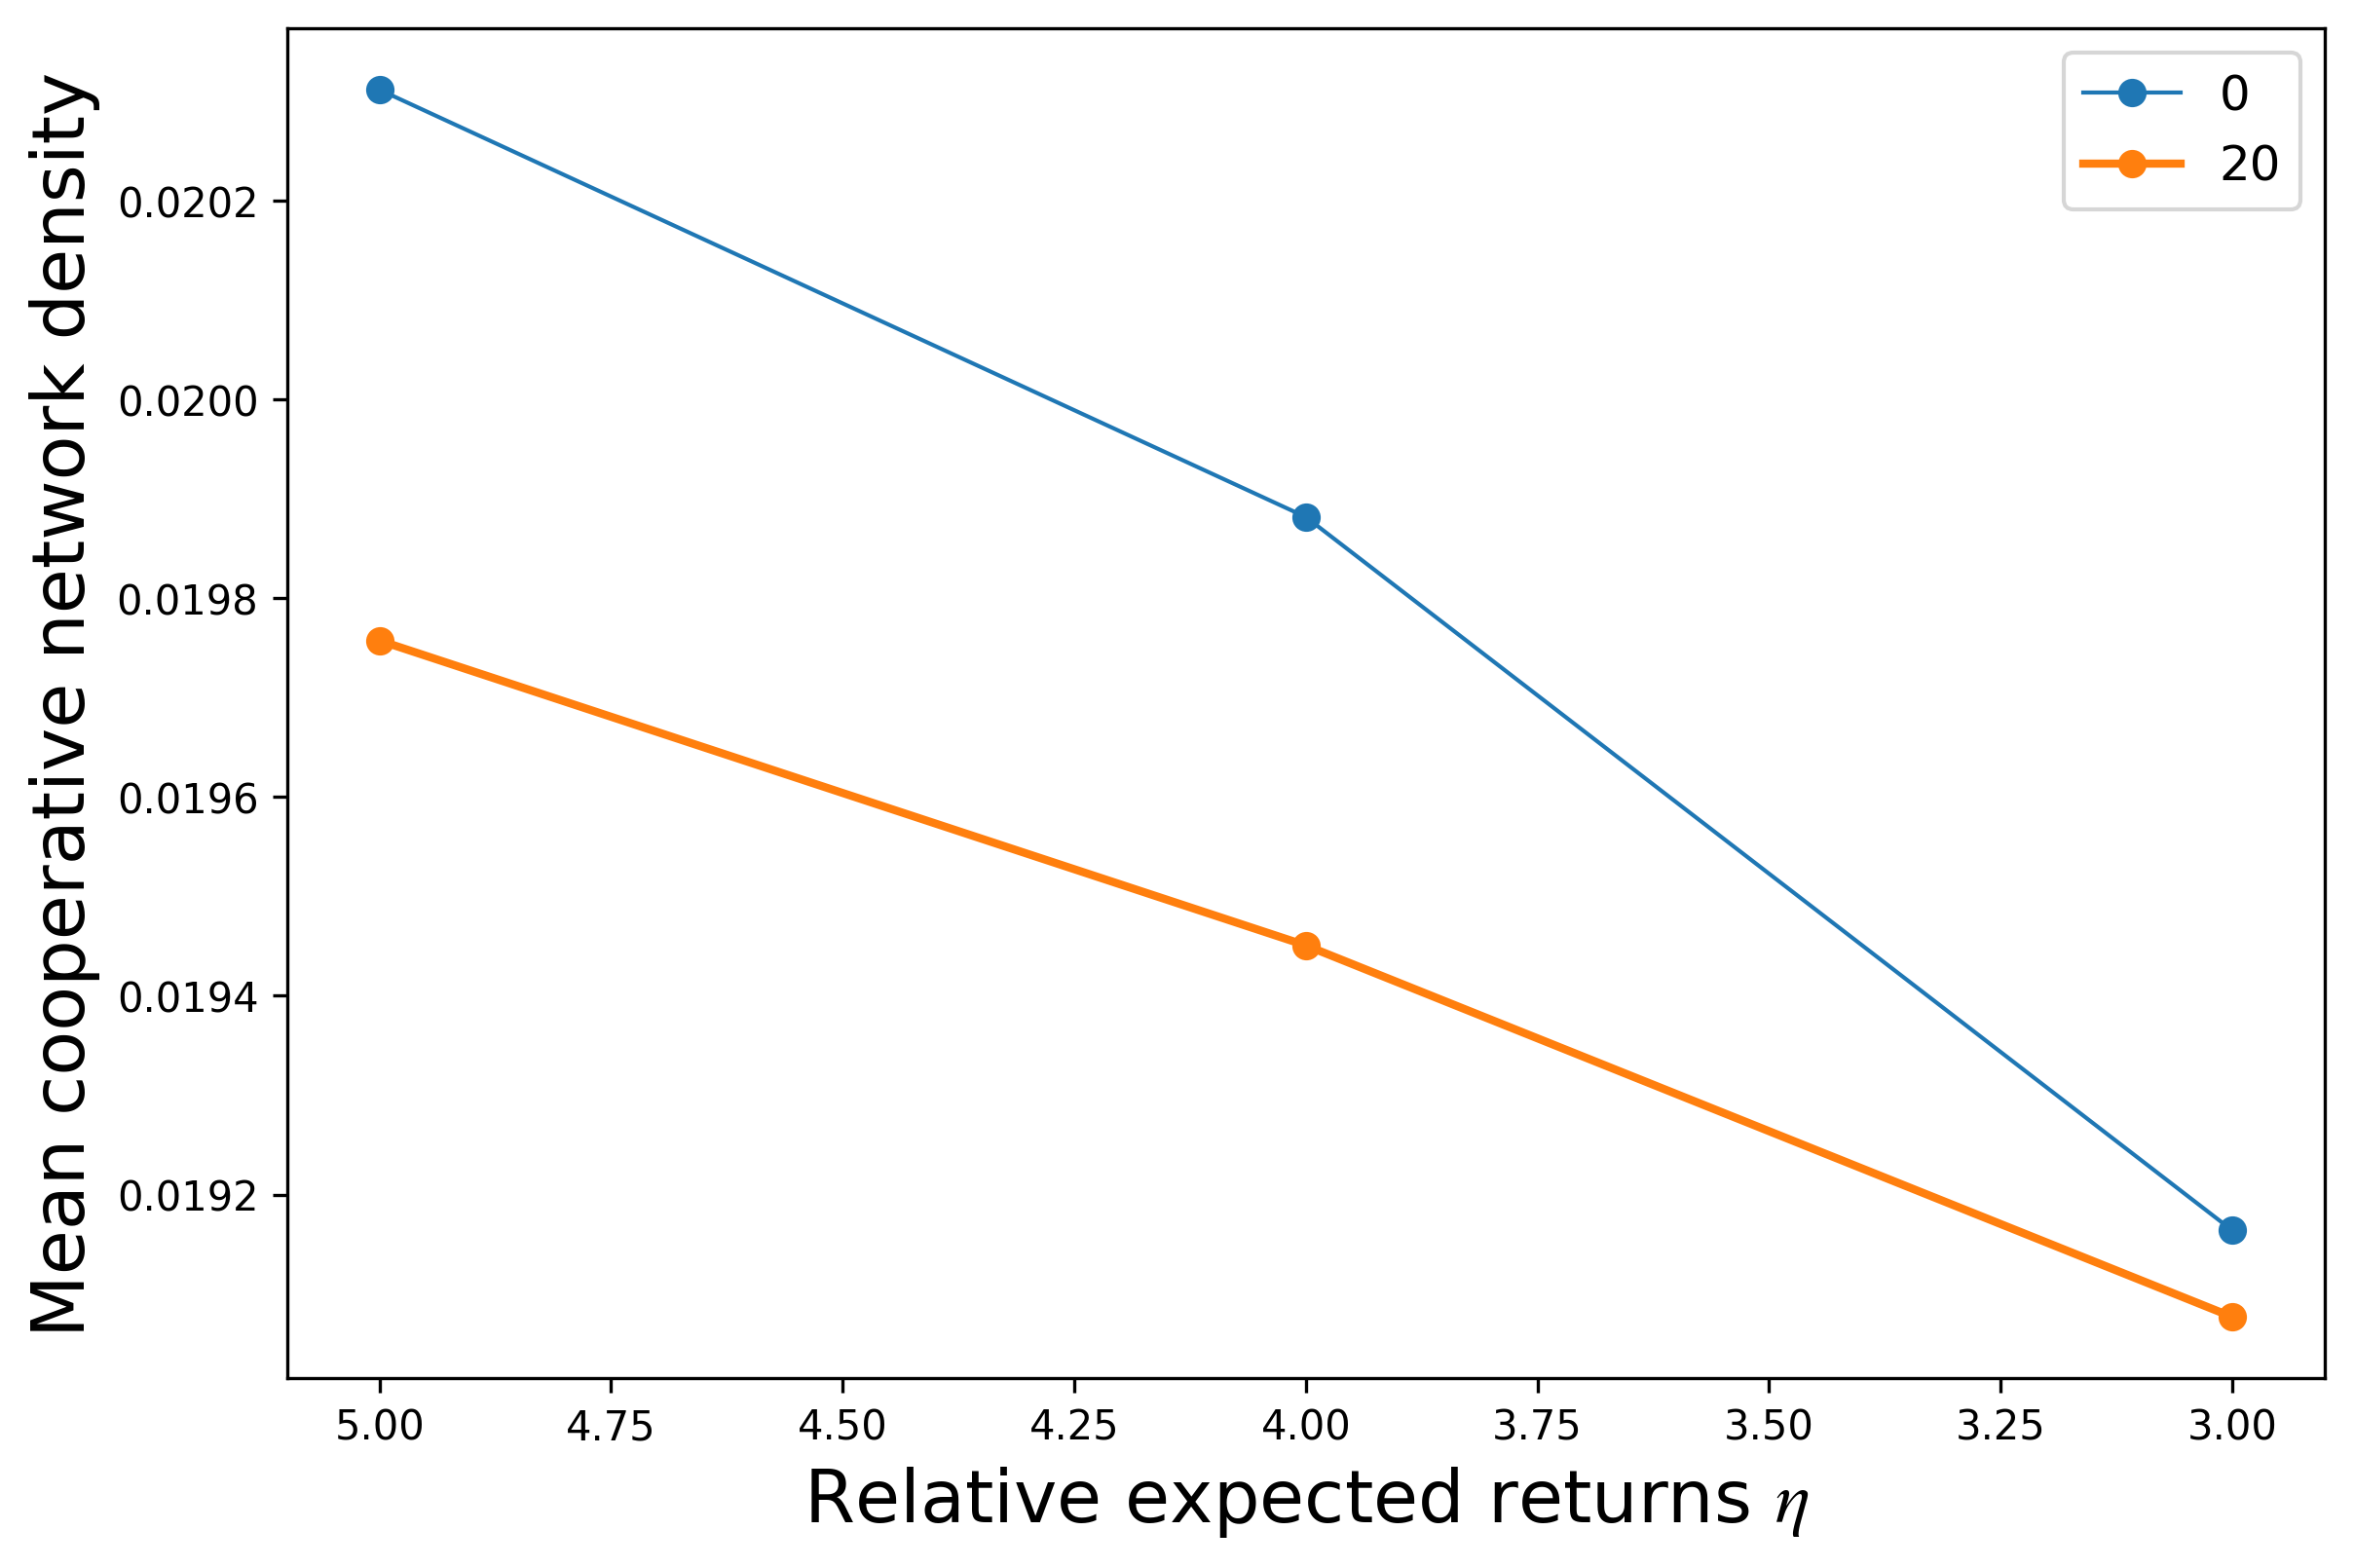 Mean cooperative network density
0.0202
0.0200
0.0198
0.0196
0.0194
0.0192
0
20
5.00 4.75 4.50 4.25 4.00 3.75 3.50 3.25 3.00
Relative expected returns η